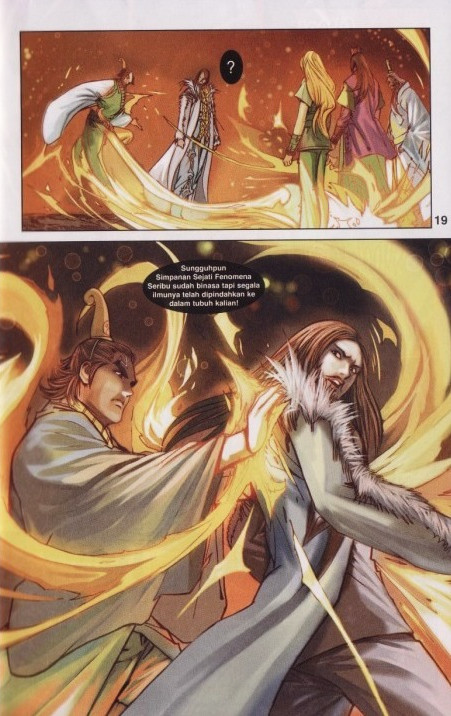 ?
19
Sungguhpun
Simpanan Sejati Fenomena
Seribu sudah binasa tapi segala
ilmunya telah dipindahkan ke
dalam tubuh kalian!